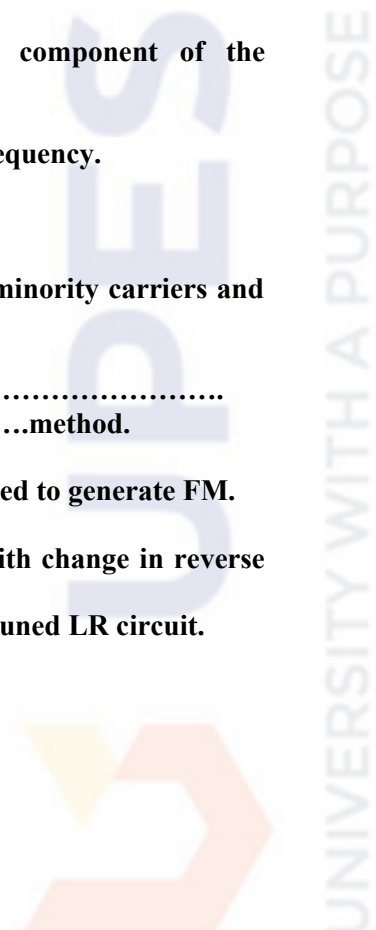 component of the
equency.
minority carriers and
…………………….
….method.
ed to generate FM.
ith change in reverse
uned LR circuit.
UPES
UNIVERSITY WITH A PURPOSE